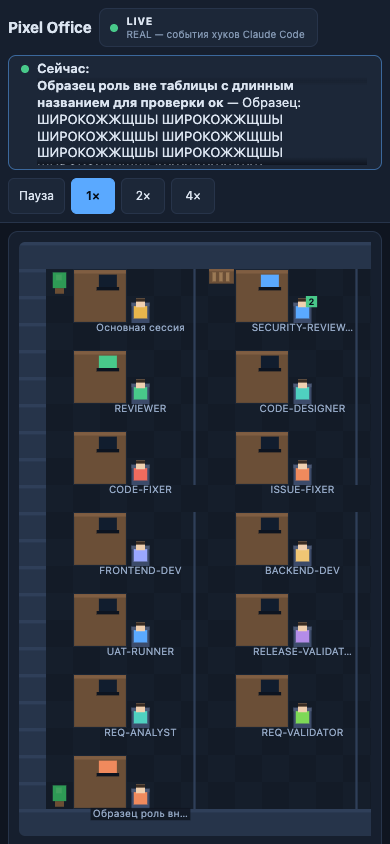 Pixel Office
LIVE
REAL — события хуков Claude Code
Сейчас:
Образец роль вне таблицы с длинным
названием для проверки ок — Образец:
ШИРОКОЖЖЩШЫ ШИРОКОЖЖЩШЫ
ШИРОКОЖЖЩШЫ ШИРОКОЖЖЩШЫ
ШИРОКОЖЖЩШЫ ШИРОКОЖЖЩШЫ
Пауза 1× 2× 4×
2
Основная сессия SECURITY-REVIEW…
REVIEWER CODE-DESIGNER
CODE-FIXER ISSUE-FIXER
FRONTEND-DEV BACKEND-DEV
UAT-RUNNER RELEASE-VALIDAT…
REQ-ANALYST REQ-VALIDATOR
Образец роль вн…